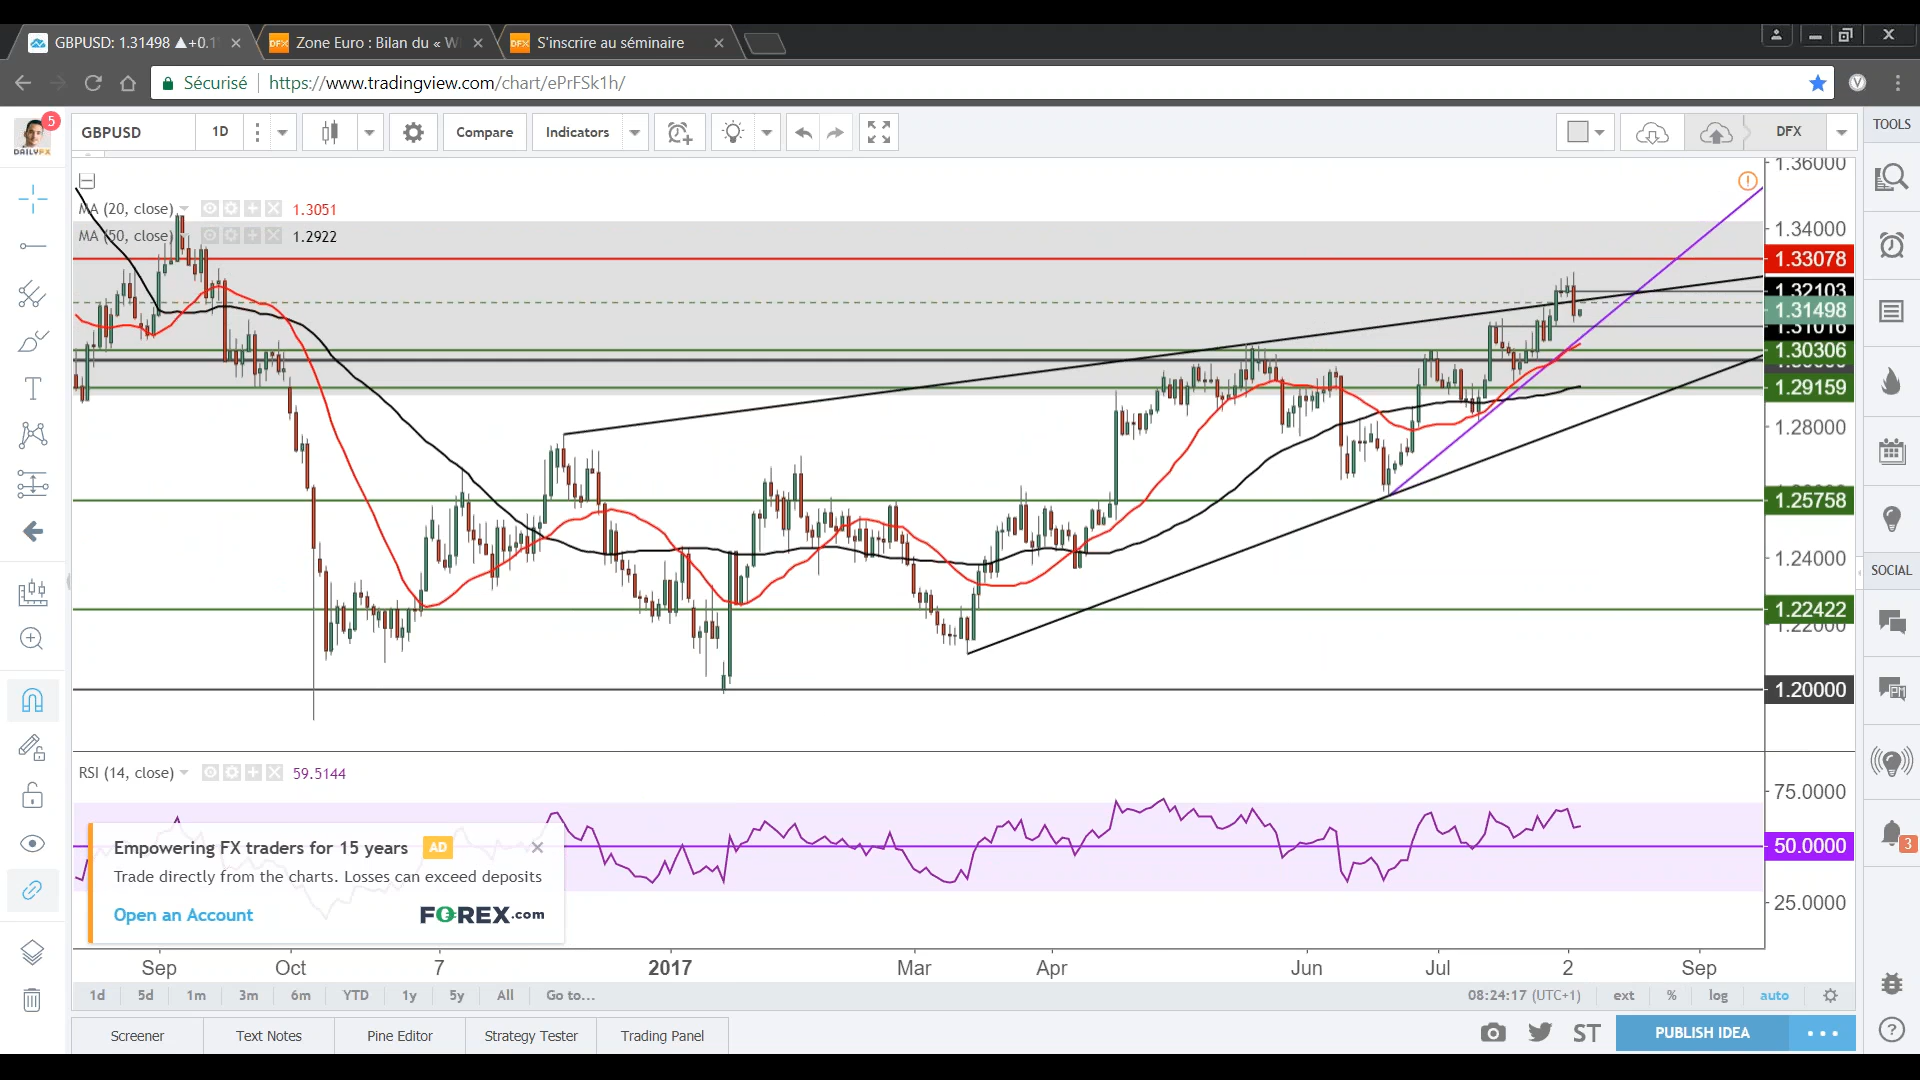 GBPUSD: 1.31498 ▲+0.1
Zone Euro : Bilan du « W
S'inscrire au séminaire
Sécurisé
https://www.tradingview.com/chart/ePrFSk1h/
V
5
DAILYFX
GBPUSD
1D
Compare
Indicators
DFX
TOOLS
MA (20, close)
1.3051
MA (50, close)
1.2922
1.36000
1.34000
1.33078
1.32103
1.31498
1.31016
1.30306
1.29159
1.28000
1.25758
1.24000
1.22422
1.22000
1.20000
SOCIAL
RSI (14, close)
59.5144
75.0000
50.0000
25.0000
3
Empowering FX traders for 15 years
AD
Trade directly from the charts. Losses can exceed deposits
Open an Account
FOREX.com
Sep
Oct
7
2017
Mar
Apr
Jun
Jul
2
Sep
1d
5d
1m
3m
6m
YTD
1y
5y
All
Go to...
08:24:17 (UTC+1)
ext
%
log
auto
Screener
Text Notes
Pine Editor
Strategy Tester
Trading Panel
ST
PUBLISH IDEA